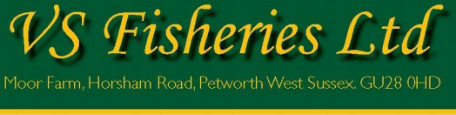 VS Fisheries Ltd
Moor Farm, Horsham Road, Petworth West Sussex. GU28 0HD